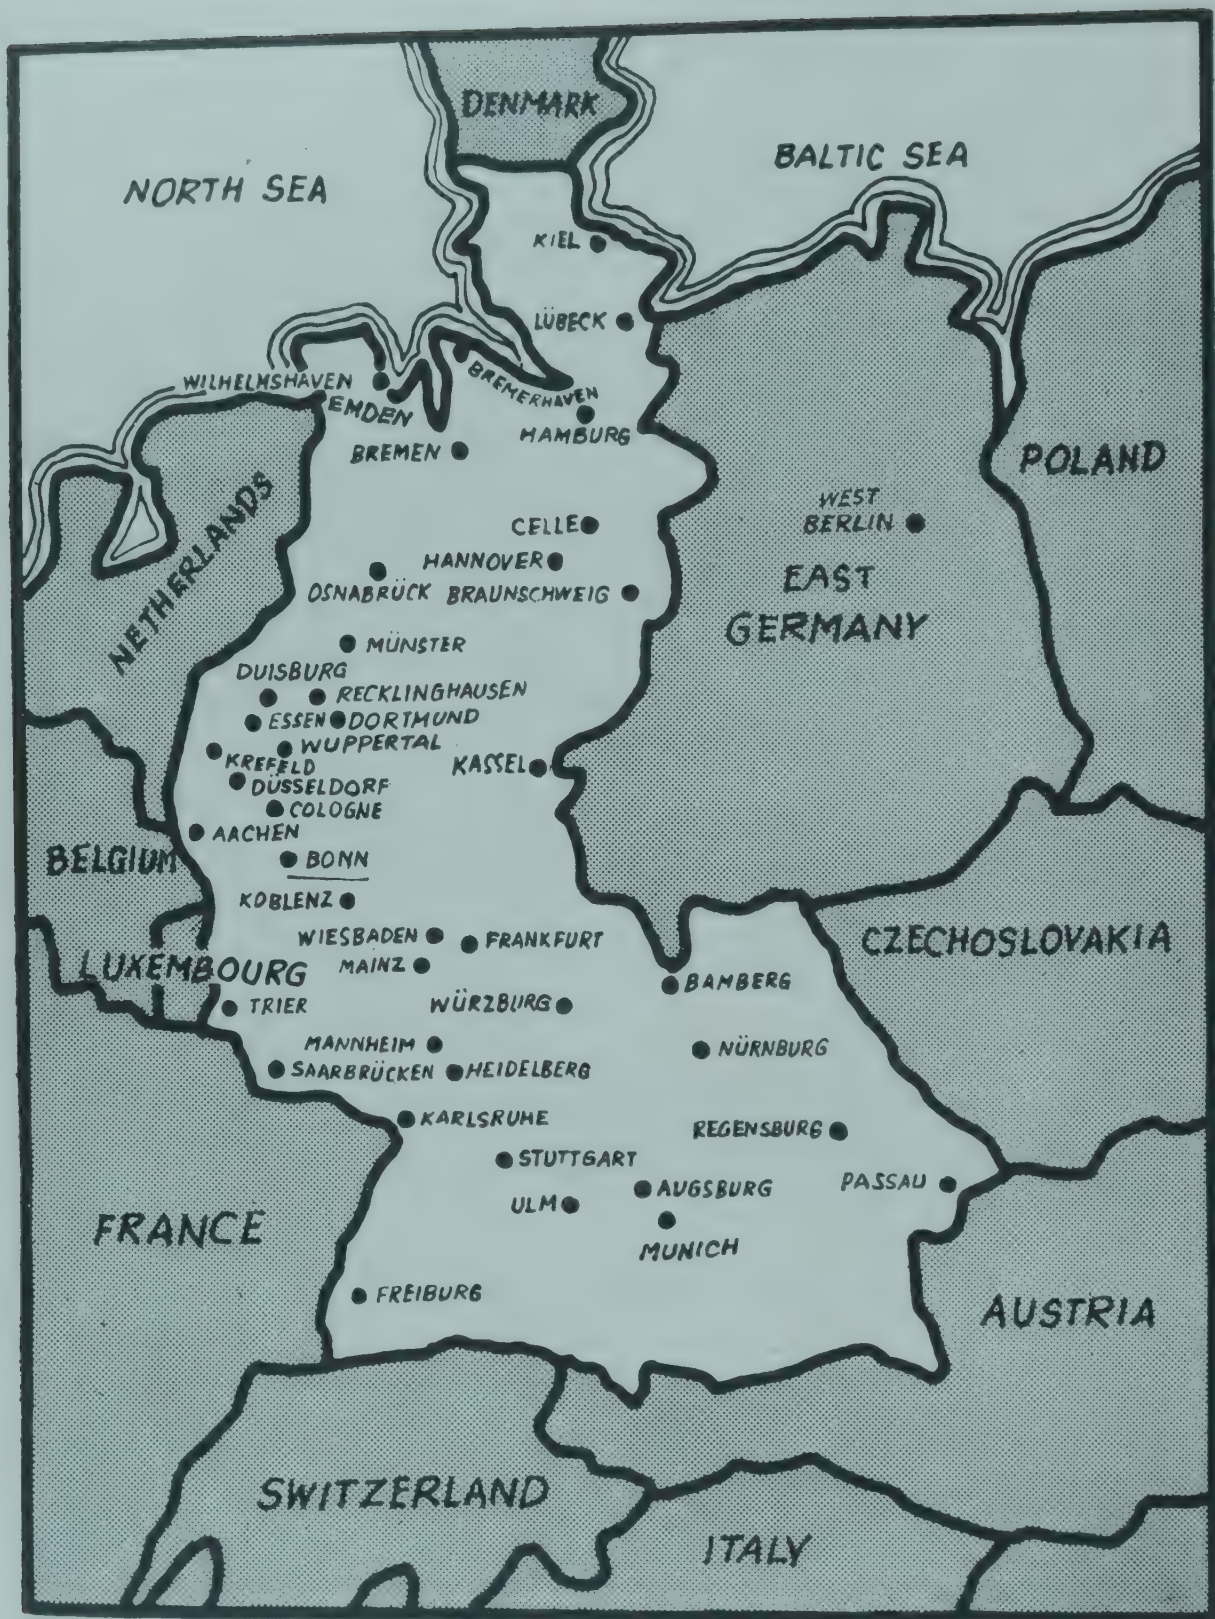 DENMARK
BALTIC SEA
NORTH SEA
KIEL
LÜBECK
WILHELMSHAVEN
BREMERHAVEN
EMDEN
HAMBURG
BREMEN
POLAND
NETHERLANDS
WEST
BERLIN
CELLE
HANNOVER
EAST
GERMANY
OSNABRÜCK
BRAUNSCHWEIG
MÜNSTER
DUISBURG
RECKLINGHAUSEN
ESSEN
DORTMUND
WUPPERTAL
KREFELD
KASSEL
DÜSSELDORF
COLOGNE
AACHEN
BELGIUM
BONN
KOBLENZ
WIESBADEN
FRANKFURT
CZECHOSLOVAKIA
LUXEMBOURG
MAINZ
BAMBERG
TRIER
WÜRZBURG
MANNHEIM
NÜRNBURG
SAARBRÜCKEN
HEIDELBERG
KARLSRUHE
REGENSBURG
STUTTGART
AUGSBURG
PASSAU
ULM
FRANCE
MUNICH
FREIBURG
AUSTRIA
SWITZERLAND
ITALY